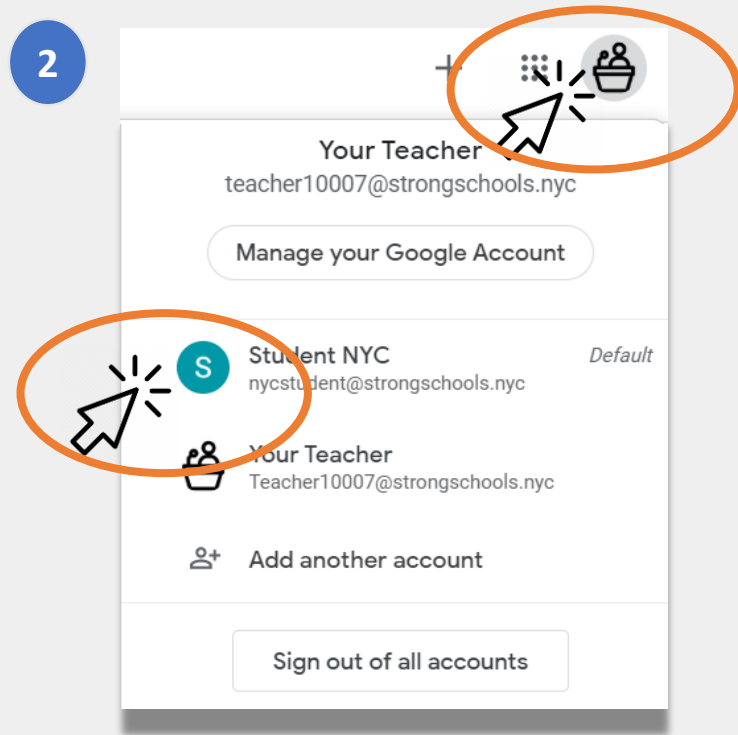 2
Your Teacher
teacher10007@strongschools.nyc
Manage your Google Account
S
Student NYC
Default
nycstudent@strongschools.nyc
Your Teacher
Teacher10007@strongschools.nyc
Add another account
Sign out of all accounts